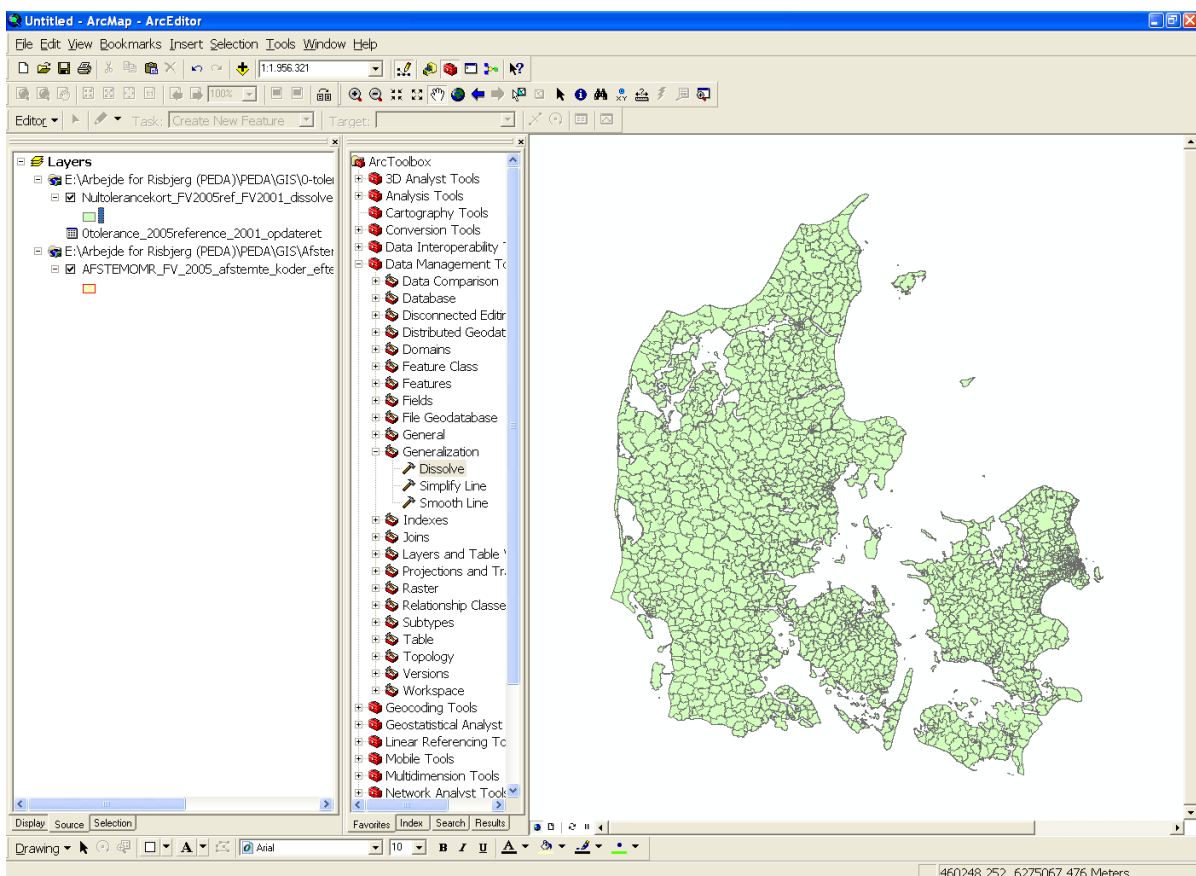 Untitled - ArcMap - ArcEditor
File Edit View Bookmarks Insert Selection Tools Window Help
1:1.956.321
100%
Editor Task: Create New Feature Target:
Layers
E:\Arbejde for Risbjerg (PEDA)\PEDA\GIS\0-toler
Nultolerancekort_FV2005ref_FV2001_dissolve
0tolerance_2005reference_2001_opdateret
E:\Arbejde for Risbjerg (PEDA)\PEDA\GIS\Afster
AFSTEMOMR_FV_2005_afstemte_koder_efte
Display Source Selection
ArcToolbox
3D Analyst Tools
Analysis Tools
Cartography Tools
Conversion Tools
Data Interoperability T
Data Management To
Data Comparison
Database
Disconnected Editir
Distributed Geodat
Domains
Feature Class
Features
Fields
File Geodatabase
General
Generalization
Dissolve
Simplify Line
Smooth Line
Indexes
Joins
Layers and Table V
Projections and Tr
Raster
Relationship Classe
Subtypes
Table
Topology
Versions
Workspace
Geocoding Tools
Geostatistical Analyst
Linear Referencing To
Mobile Tools
Multidimension Tools
Network Analyst Tools
Favorites Index Search Results
Drawing A Arial 10 B I U A
460248,252 6275067,476 Meters